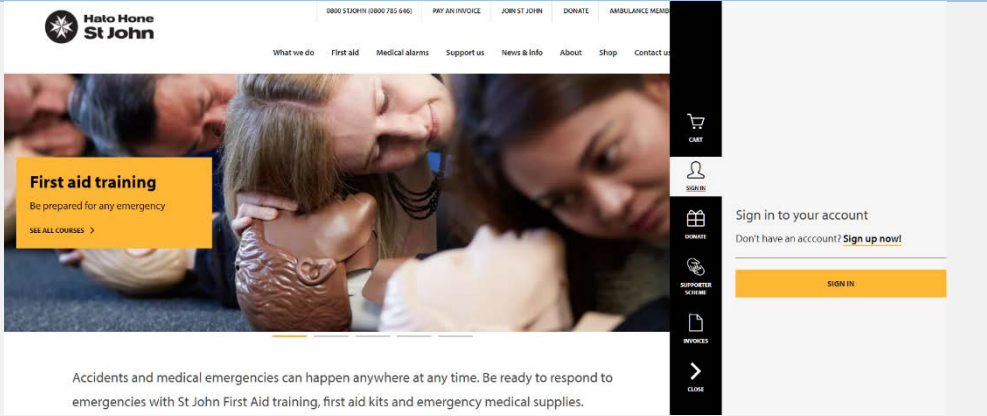 Hato Hone
St John
0800 STJOHN (0800 785 646) PAY AN INVOICE JOIN ST JOHN DONATE AMBULANCE MEMB
What we do First aid Medical alarms Support us News & info About Shop Contact us
First aid training
Be prepared for any emergency
SEE ALL COURSES >
Accidents and medical emergencies can happen anywhere at any time. Be ready to respond to
emergencies with St John First Aid training, first aid kits and emergency medical supplies.
CART
SIGN IN
DONATE
SUPPORTER
SCHEME
INVOICES
CLOSE
Sign in to your account
Don't have an acccount? Sign up now!
SIGN IN